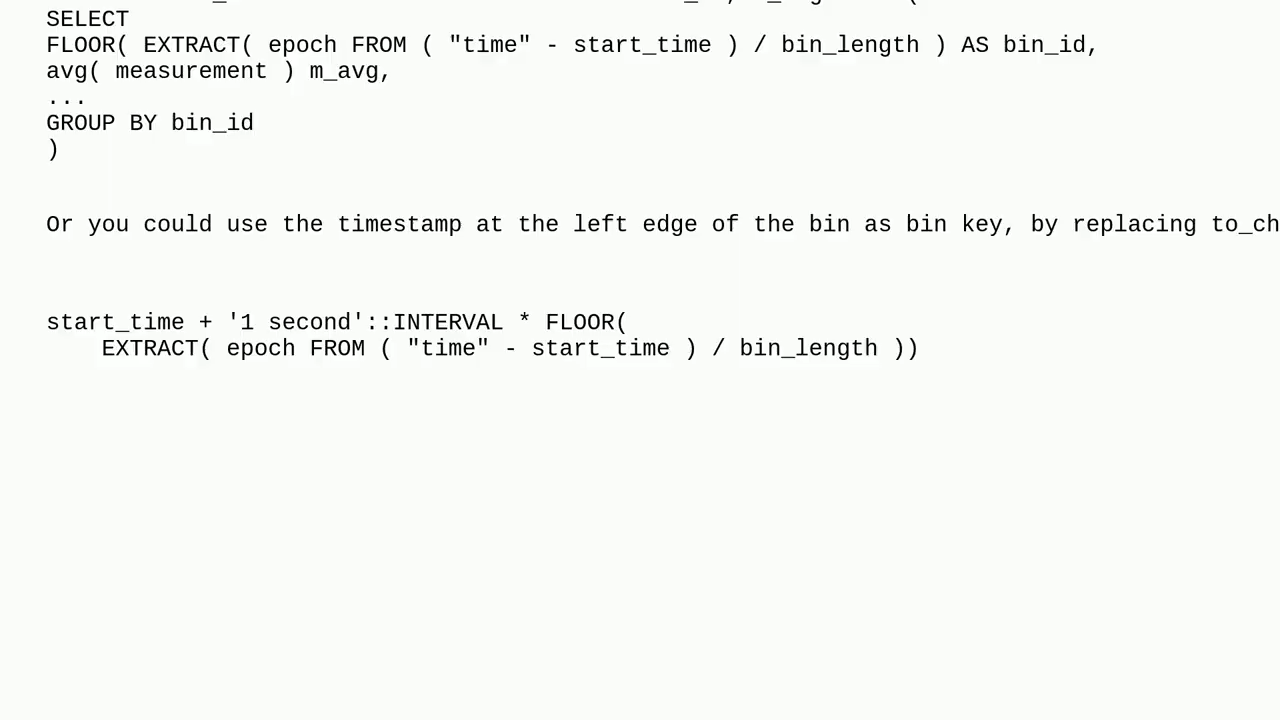 SELECT
FLOOR( EXTRACT( epoch FROM ( "time" - start_time ) / bin_length ) AS bin_id,
avg( measurement ) m_avg,
...
GROUP BY bin_id
)
Or you could use the timestamp at the left edge of the bin as bin key, by replacing to_ch
start_time + '1 second'::INTERVAL * FLOOR(
    EXTRACT( epoch FROM ( "time" - start_time ) / bin_length ))